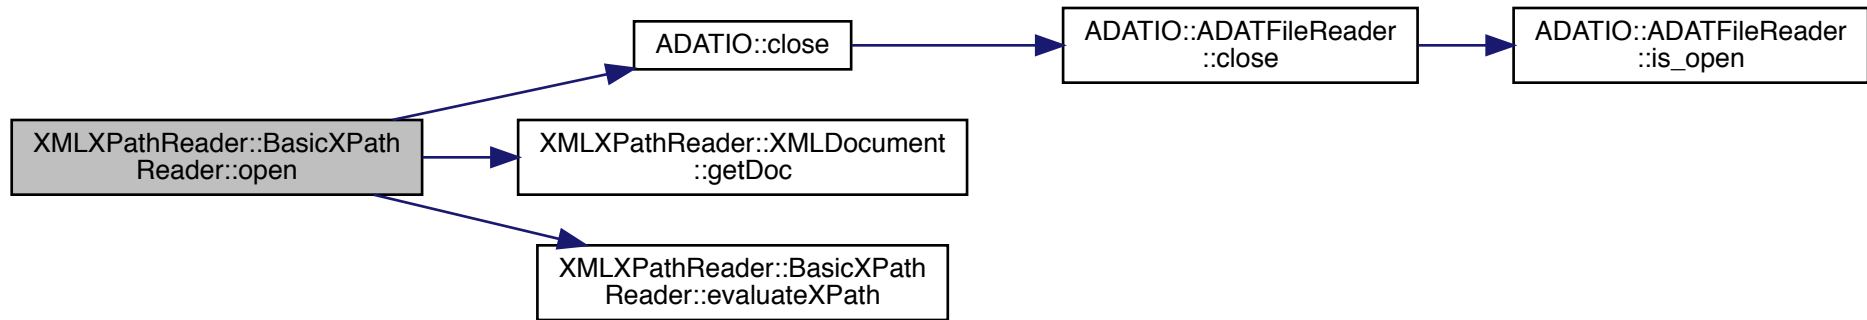 XMLXPathReader::BasicXPath
Reader::open
ADATIO::close
ADATIO::ADATFileReader
::close
ADATIO::ADATFileReader
::is_open
XMLXPathReader::XMLDocument
::getDoc
XMLXPathReader::BasicXPath
Reader::evaluateXPath